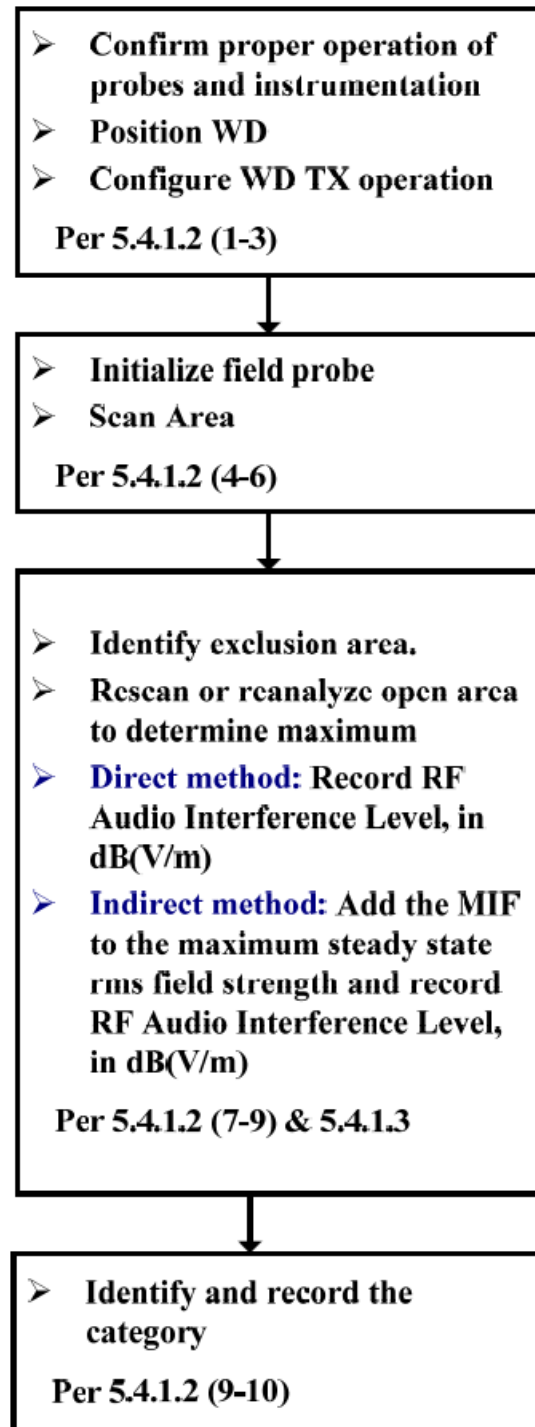 ➢ Confirm proper operation of
probes and instrumentation
➢ Position WD
➢ Configure WD TX operation
Per 5.4.1.2 (1-3)
➢ Initialize field probe
➢ Scan Area
Per 5.4.1.2 (4-6)
➢ Identify exclusion area.
➢ Rescan or reanalyze open area
to determine maximum
➢ Direct method: Record RF
Audio Interference Level, in
dB(V/m)
➢ Indirect method: Add the MIF
to the maximum steady state
rms field strength and record
RF Audio Interference Level,
in dB(V/m)
Per 5.4.1.2 (7-9) & 5.4.1.3
➢ Identify and record the
category
Per 5.4.1.2 (9-10)